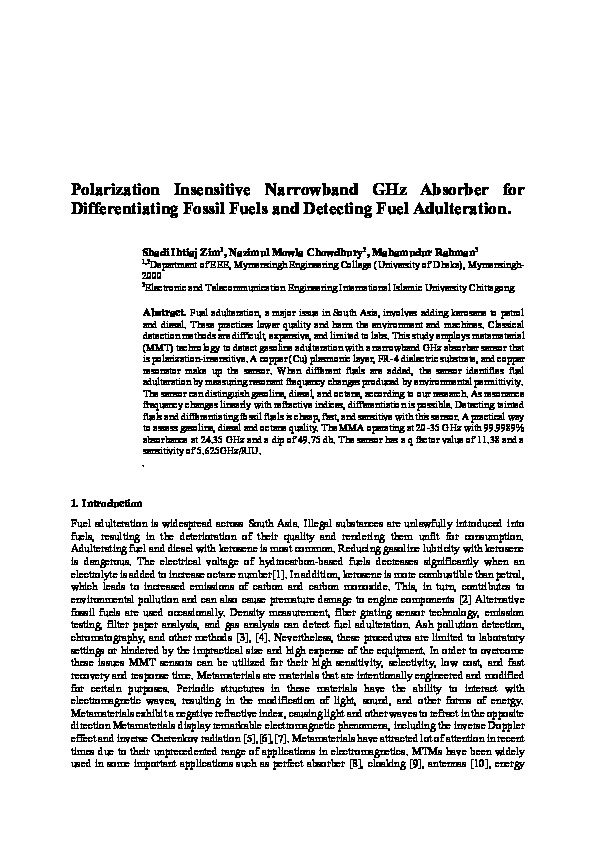 Polarization Insensitive Narrowband GHz Absorber for
Differentiating Fossil Fuels and Detecting Fuel Adulteration.
Shadi Ihtiaj Zim¹, Nazimul Mowla Chowdhury², Mahamudur Rahman³
¹,³Department of EEE, Mymensingh Engineering College (University of Dhaka), Mymensingh-
2000
²Electronic and Telecommunication Engineering International Islamic University Chittagong
Abstract. Fuel adulteration, a major issue in South Asia, involves adding kerosene to petrol
and diesel. These practices lower quality and harm the environment and machines. Classical
detection methods are difficult, expensive, and limited to labs. This study employs metamaterial
(MMT) technology to detect gasoline adulteration with a narrowband GHz absorber sensor that
is polarization-insensitive. A copper (Cu) plasmonic layer, FR-4 dielectric substrate, and copper
resonator make up the sensor. When different fuels are added, the sensor identifies fuel
adulteration by measuring resonant frequency changes produced by environmental permittivity.
The sensor can distinguish gasoline, diesel, and octane, according to our research. As resonance
frequency changes linearly with refractive indices, differentiation is possible. Detecting tainted
fuels and differentiating fossil fuels is cheap, fast, and sensitive with this sensor. A practical way
to assess gasoline, diesel and octane quality. The MMA operating at 20-35 GHz with 99.9989%
absorbance at 24.35 GHz and a dip of 49.75 db. The sensor has a q factor value of 11.38 and a
sensitivity of 5.625GHz/RIU.
.
1. Introduction
Fuel adulteration is widespread across South Asia. Illegal substances are unlawfully introduced into
fuels, resulting in the deterioration of their quality and rendering them unfit for consumption.
Adulterating fuel and diesel with kerosene is most common. Reducing gasoline lubricity with kerosene
is dangerous. The electrical voltage of hydrocarbon-based fuels decreases significantly when an
electrolyte is added to increase octane number[1]. In addition, kerosene is more combustible than petrol,
which leads to increased emissions of carbon and carbon monoxide. This, in turn, contributes to
environmental pollution and can also cause premature damage to engine components [2] Alternative
fossil fuels are used occasionally. Density measurement, fiber grating sensor technology, emission
testing, filter paper analysis, and gas analysis can detect fuel adulteration. Ash pollution detection,
chromatography, and other methods [3], [4]. Nevertheless, these procedures are limited to laboratory
settings or hindered by the impractical size and high expense of the equipment. In order to overcome
these issues MMT sensors can be utilized for their high sensitivity, selectivity, low cost, and fast
recovery and response time. Metamaterials are materials that are intentionally engineered and modified
for certain purposes. Periodic structures in those materials have the ability to interact with
electromagnetic waves, resulting in the modification of light, sound, and other forms of energy.
Metamaterials exhibit a negative refractive index, causing light and other waves to refract in the opposite
direction Metamaterials display remarkable electromagnetic phenomena, including the inverse Doppler
effect and inverse Cherenkov radiation [5],[6],[7]. Metamaterials have attracted lot of attention in recent
times due to their unprecedented range of applications in electromagnetics. MTMs have been widely
used in some important applications such as perfect absorber [8], cloaking [9], antennas [10], energy